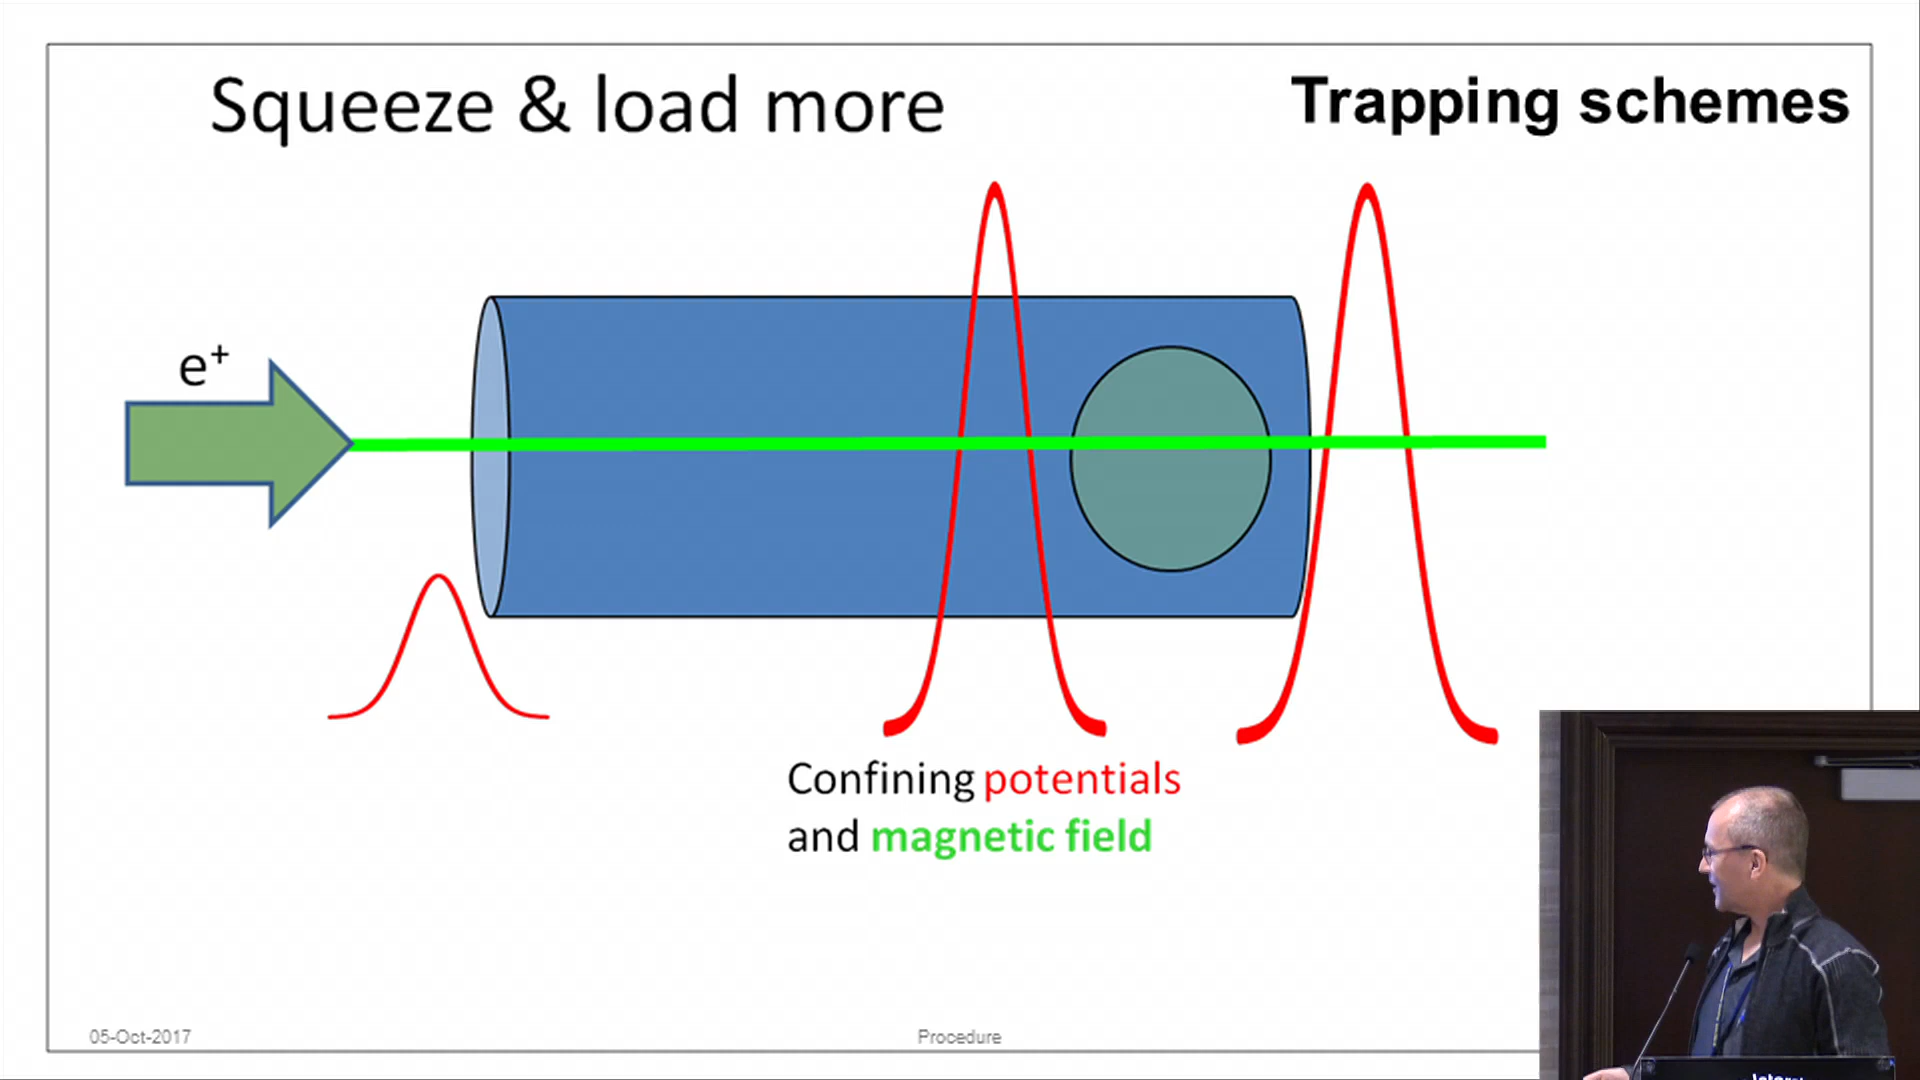 Squeeze & load more
Trapping schemes
e⁺
Confining potentials
and magnetic field
05-Oct-2017
Procedure